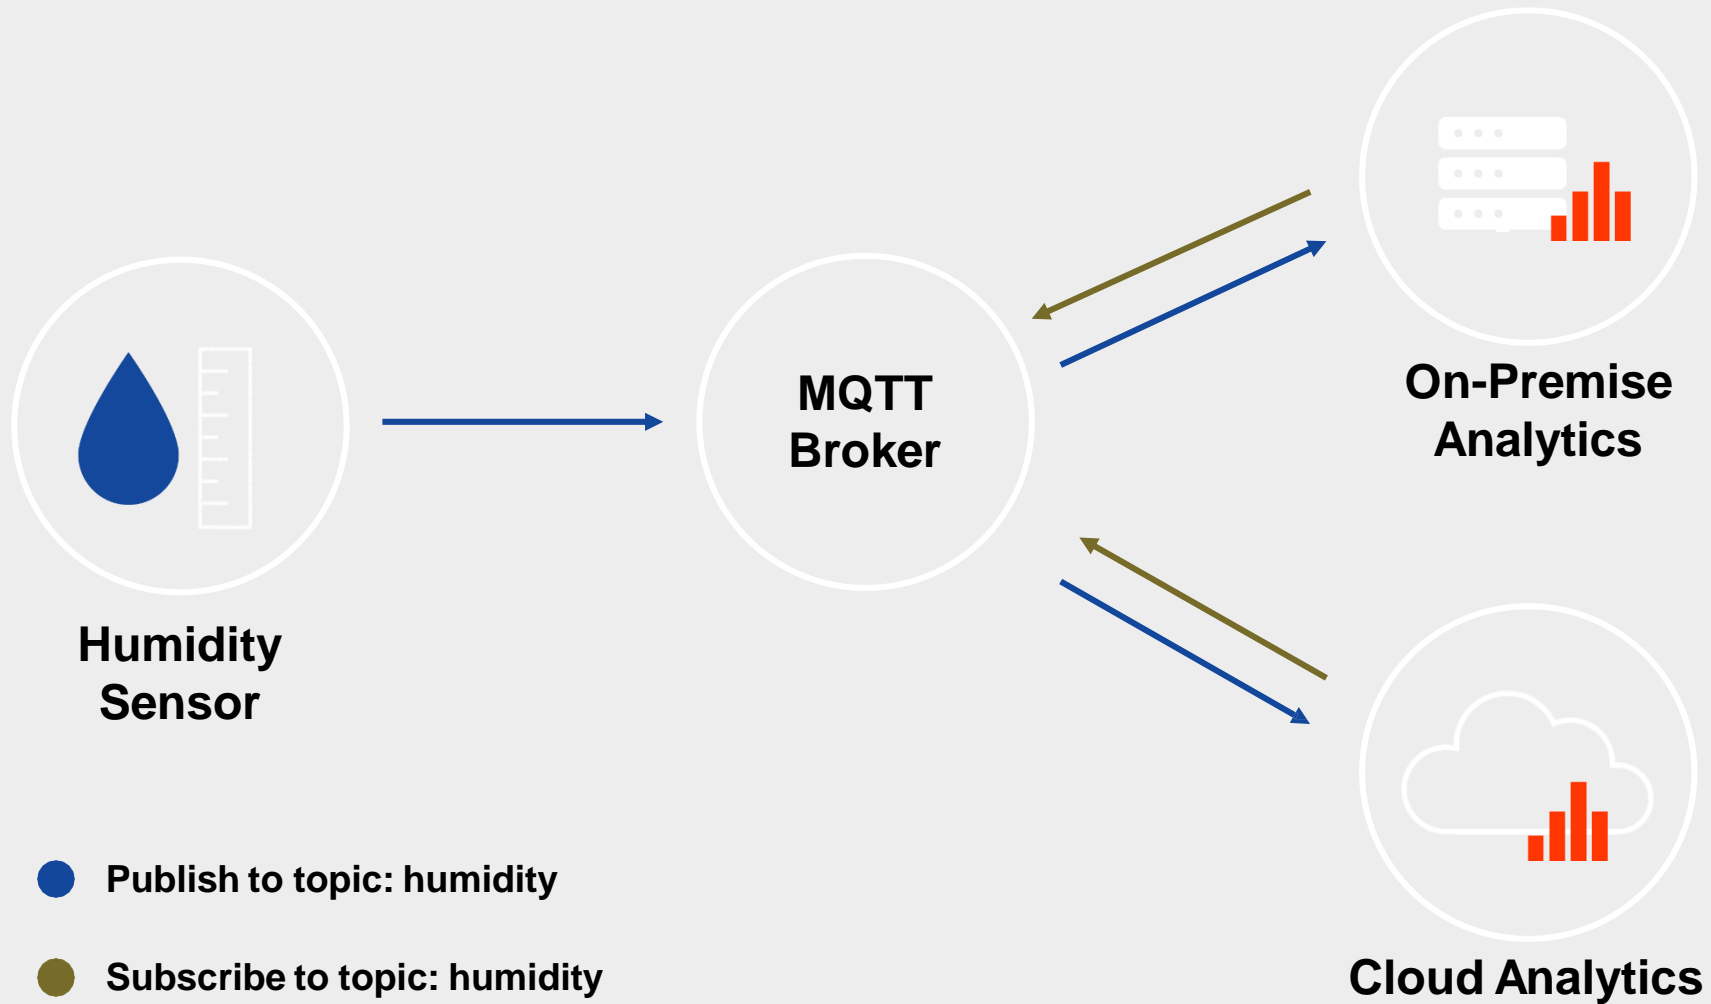 MQTT
Broker
On-Premise
Analytics
Humidity
Sensor
Publish to topic: humidity
Subscribe to topic: humidity
Cloud Analytics